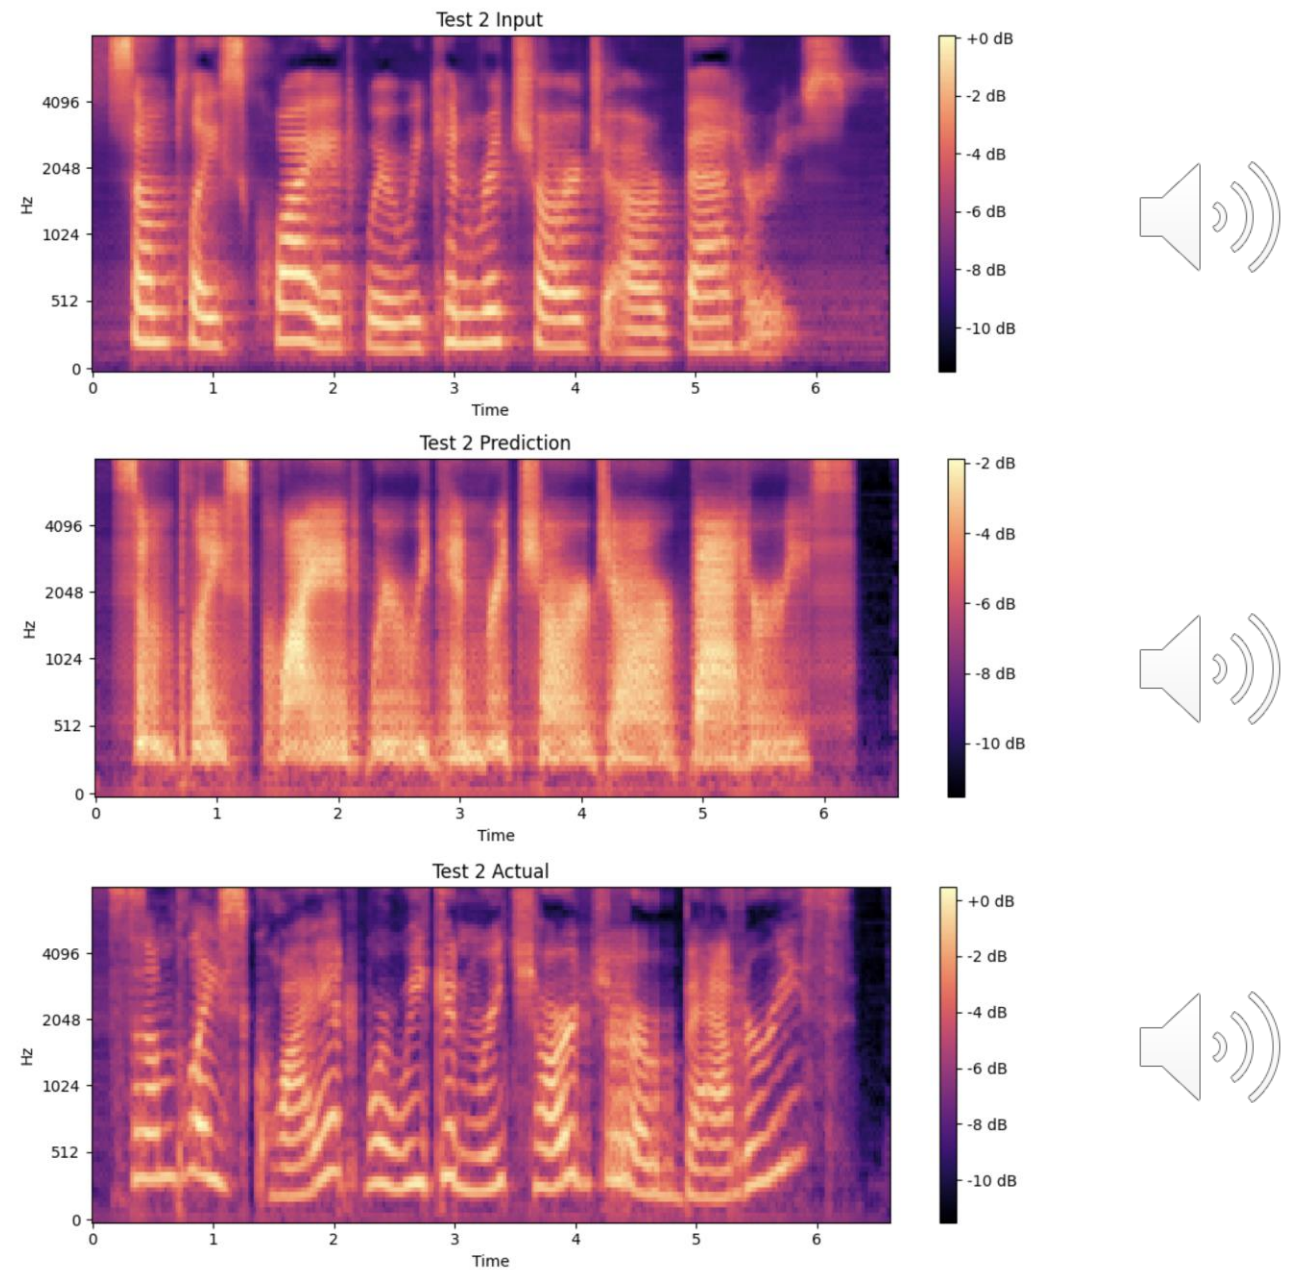 Test 2 Input
+0 dB
-2 dB
-4 dB
-6 dB
-8 dB
-10 dB
Hz
4096
2048
1024
512
0
0 1 2 3 4 5 6
Time
Test 2 Prediction
-2 dB
-4 dB
-6 dB
-8 dB
-10 dB
Hz
4096
2048
1024
512
0
0 1 2 3 4 5 6
Time
Test 2 Actual
+0 dB
-2 dB
-4 dB
-6 dB
-8 dB
-10 dB
Hz
4096
2048
1024
512
0
0 1 2 3 4 5 6
Time